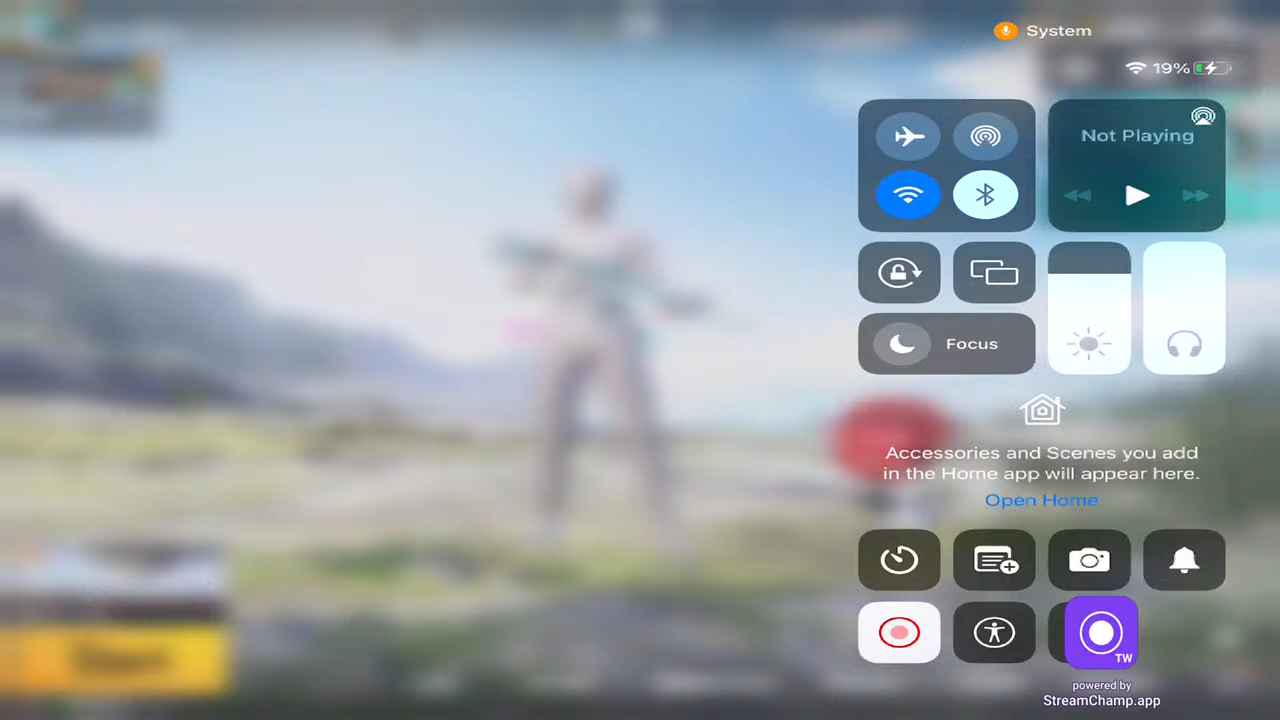 System
19%
Not Playing
Focus
Accessories and Scenes you add
in the Home app will appear here.
Open Home
TW
powered by
StreamChamp.app